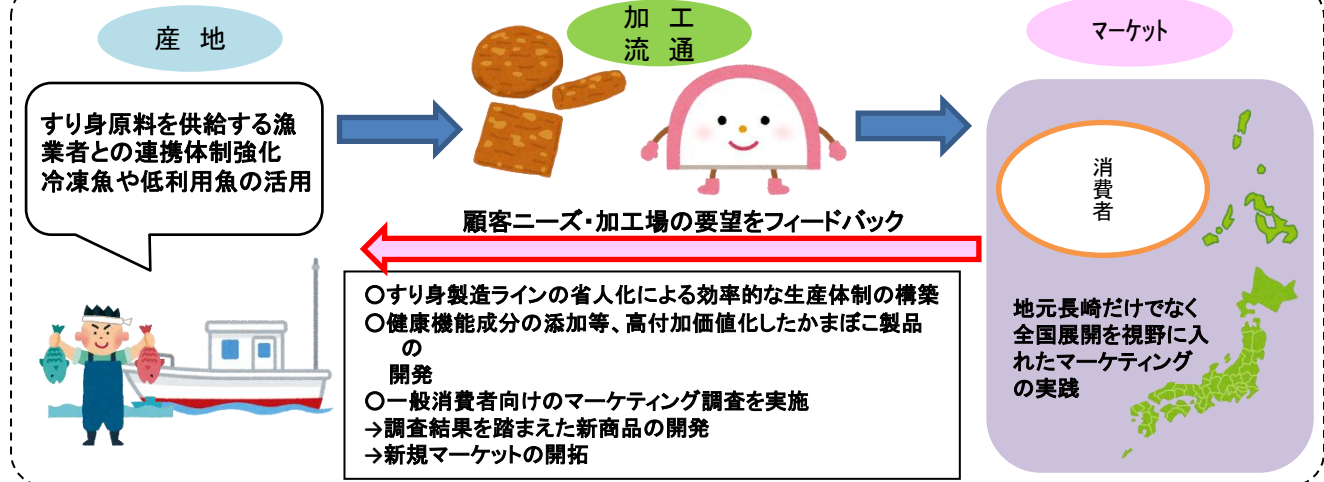 産 地
加 工
流 通
マーケット
すり身原料を供給する漁
業者との連携体制強化
冷凍魚や低利用魚の活用
消費者
顧客ニーズ・加工場の要望をフィードバック
○すり身製造ラインの省人化による効率的な生産体制の構築
○健康機能成分の添加等、高付加価値化したかまぼこ製品
の
開発
○一般消費者向けのマーケティング調査を実施
→調査結果を踏まえた新商品の開発
→新規マーケットの開拓
地元長崎だけでなく
全国展開を視野に入
れたマーケティング
の実践